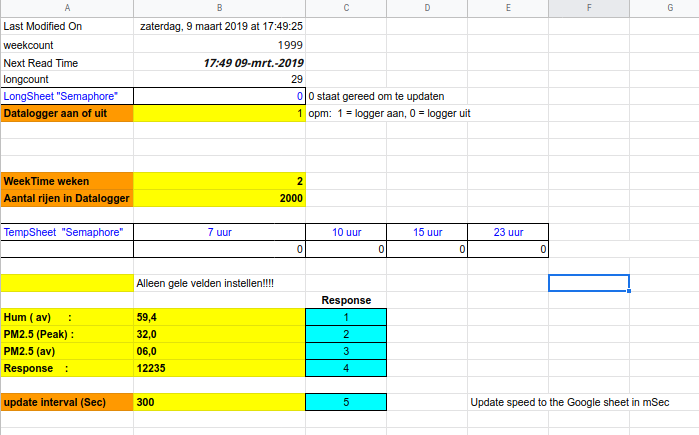 A B C D E F G
Last Modified On zaterdag, 9 maart 2019 at 17:49:25
weekcount 1999
Next Read Time 17:49 09-mrt.-2019
longcount 29
LongSheet "Semaphore" 0 0 staat gereed om te updaten
Datalogger aan of uit 1 opm: 1 = logger aan, 0 = logger uit
WeekTime weken 2
Aantal rijen in Datalogger 2000
TempSheet "Semaphore" 7 uur 10 uur 15 uur 23 uur
0 0 0 0
Alleen gele velden instellen!!!!
Response
Hum ( av) : 59,4 1
PM2.5 (Peak) : 32,0 2
PM2.5 (av) 06,0 3
Response : 12235 4
update interval (Sec) 300 5 Update speed to the Google sheet in mSec